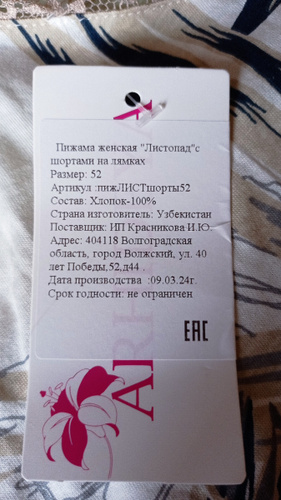 Пижама женская "Листопад"с
шортами на лямках
Размер: 52
Артикул :пижЛИСТшорты52
Состав: Хлопок-100%
Страна изготовитель: Узбекистан
Поставщик: ИП Красникова И.Ю.
Адрес: 404118 Волгоградская
область, город Волжский, ул. 40
лет Победы,52,д44
Дата производства :09.03.24г.
Срок годности: не ограничен
ЕАС